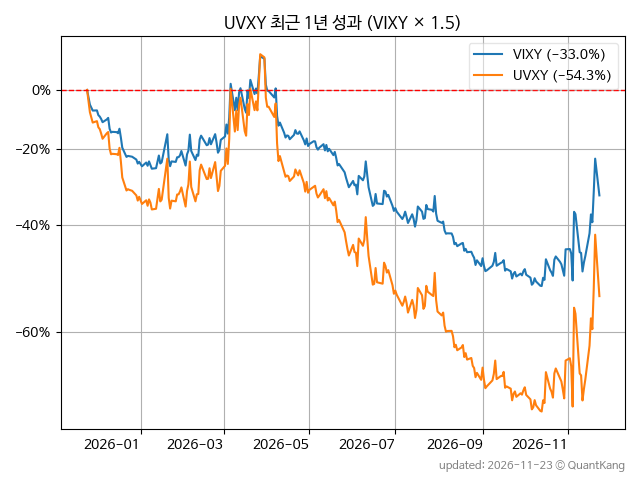 UVXY 최근 1년 성과 (VIXY × 1.5)
VIXY (−33.0%)
UVXY (−54.3%)
0%
−20%
−40%
−60%
2026−01 2026−03 2026−05 2026−07 2026−09 2026−11
updated: 2026−11−23 © QuantKang